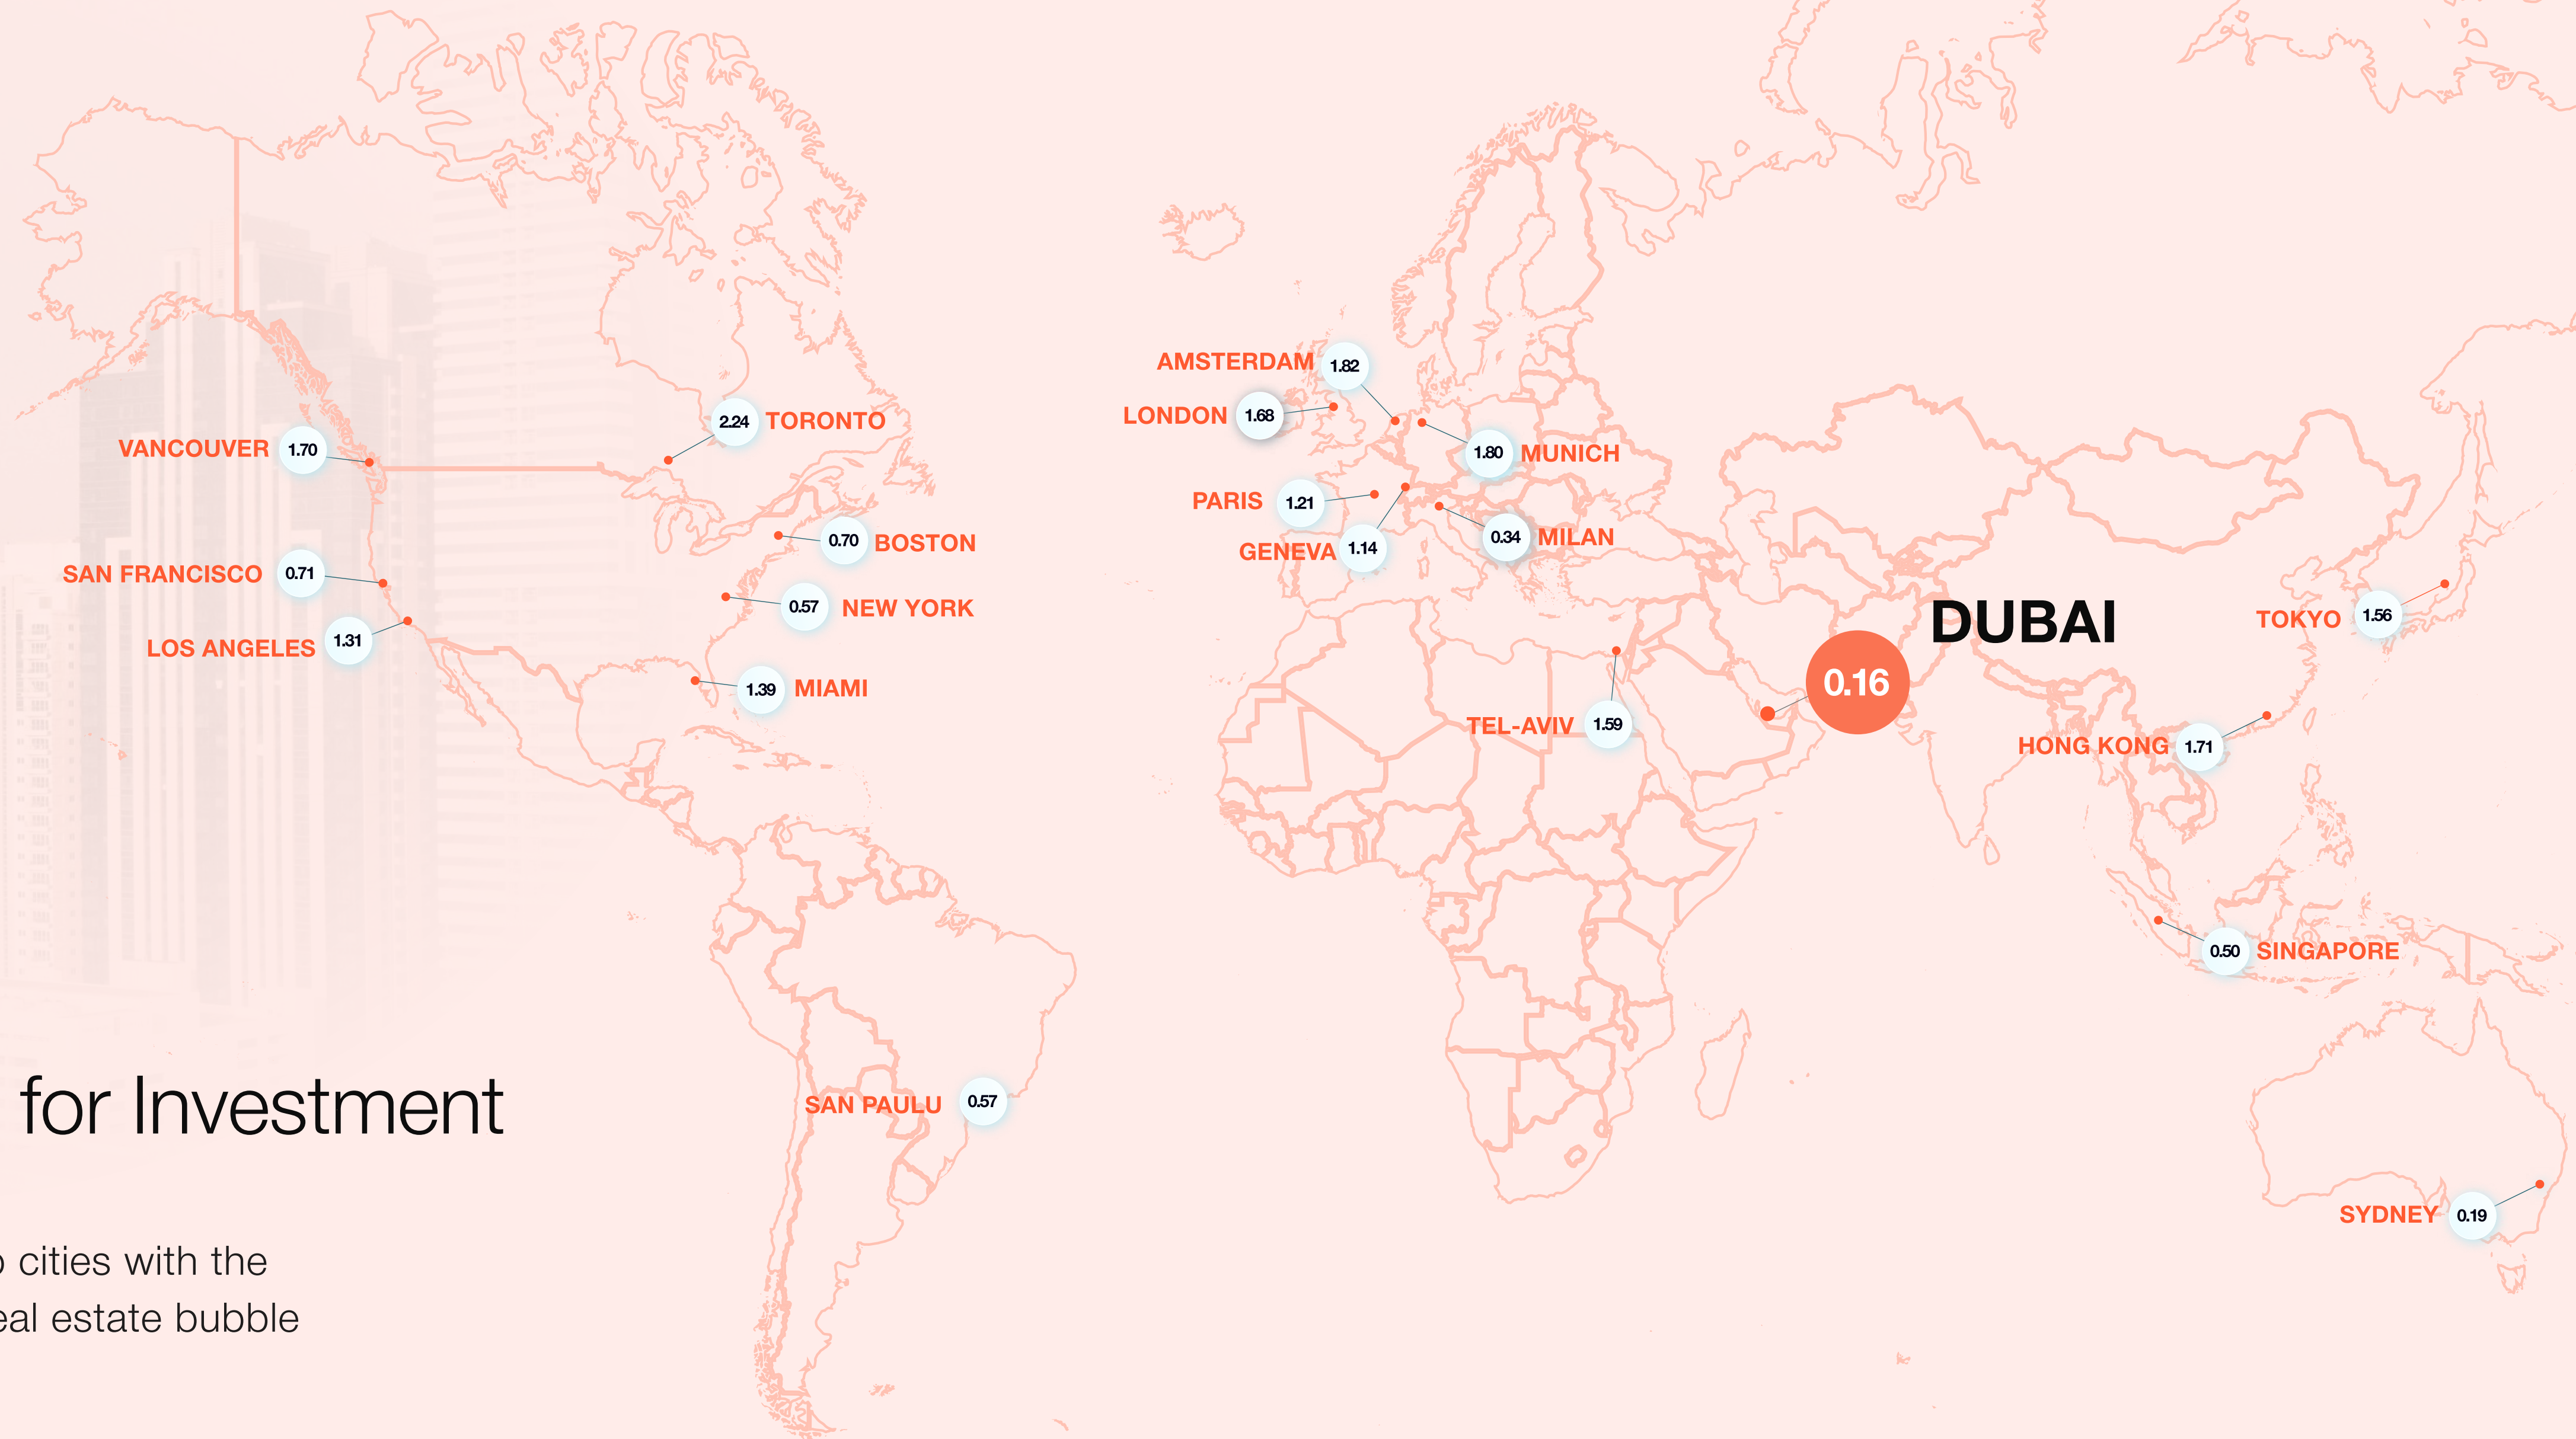 AMSTERDAM 1.82
LONDON 1.68
2.24 TORONTO
VANCOUVER 1.70
1.80 MUNICH
PARIS 1.21
0.70 BOSTON
0.34 MILAN
GENEVA 1.14
SAN FRANCISCO 0.71
0.57 NEW YORK
DUBAI
0.16
TOKYO 1.56
LOS ANGELES 1.31
1.39 MIAMI
TEL-AVIV 1.59
HONG KONG 1.71
0.50 SINGAPORE
SAN PAULU 0.57
for Investment
SYDNEY 0.19
cities with the
estate bubble